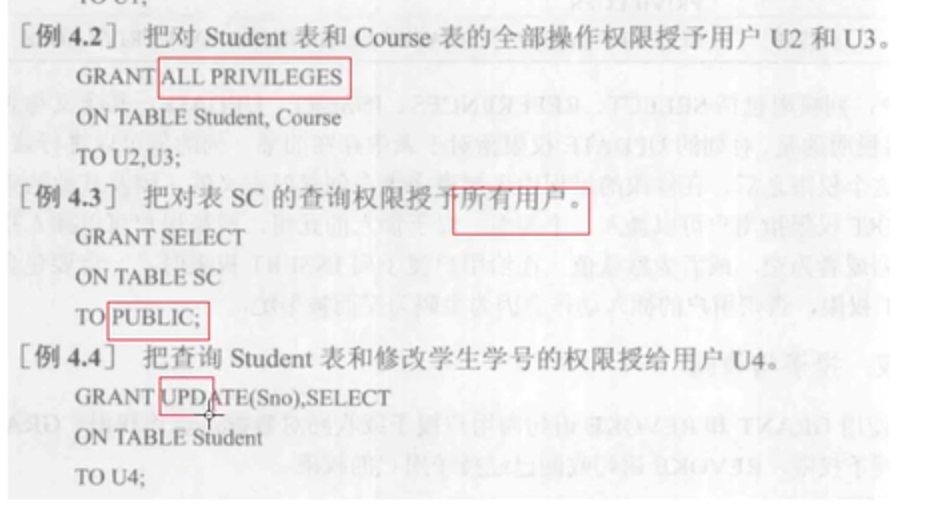 TO U1;
[例 4.2] 把对 Student 表和 Course 表的全部操作权限授予用户 U2 和 U3。
GRANT ALL PRIVILEGES
ON TABLE Student, Course
TO U2,U3;
[例 4.3] 把对表 SC 的查询权限授予所有用户。
GRANT SELECT
ON TABLE SC
TO PUBLIC;
[例 4.4] 把查询 Student 表和修改学生学号的权限授给用户 U4。
GRANT UPDATE(Sno),SELECT
ON TABLE Student
TO U4;